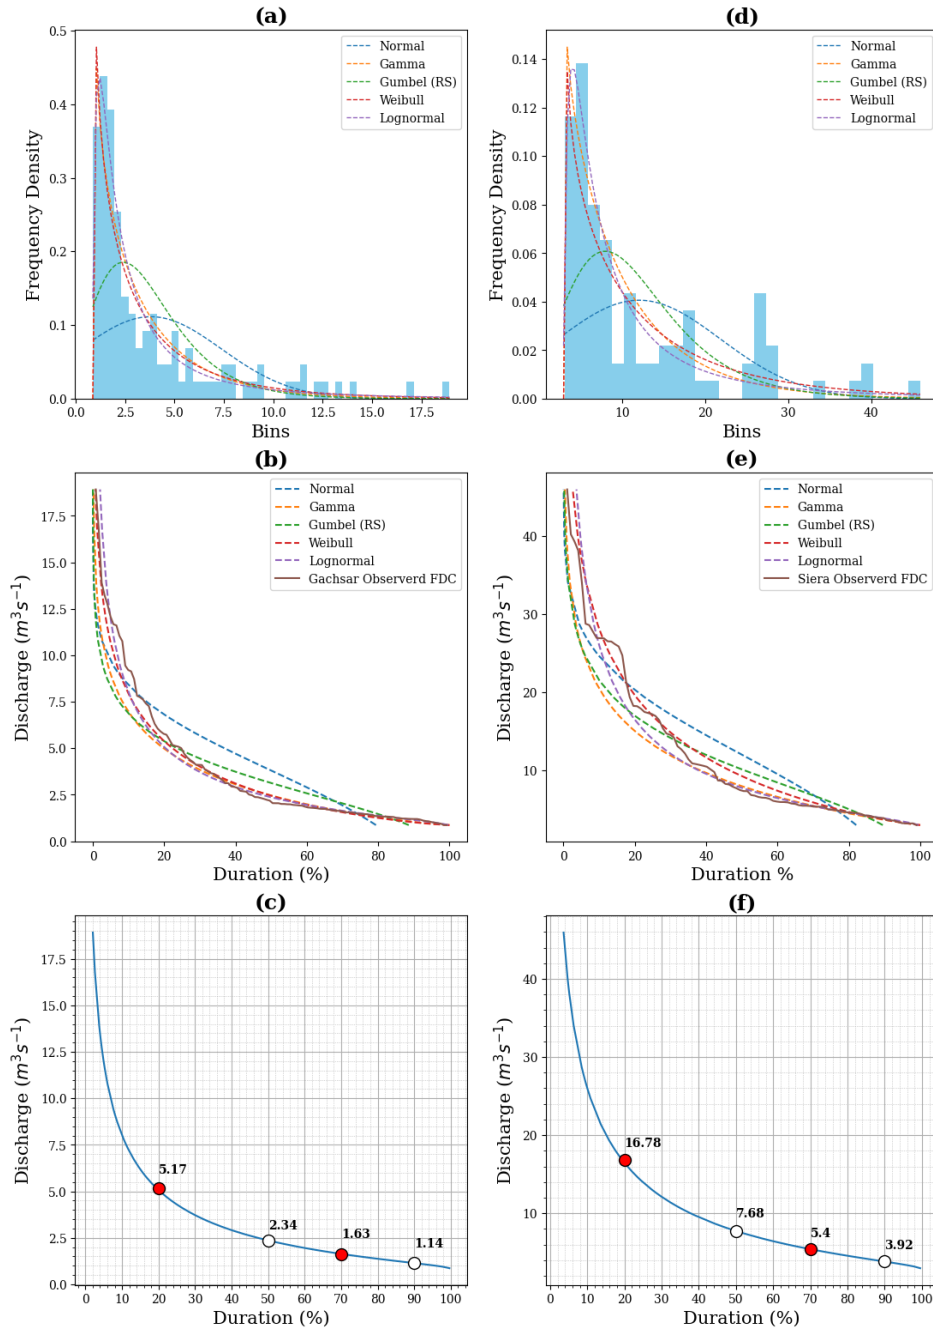 (a)
0.5
0.4
0.3
0.2
0.1
0.0
Frequency Density
Normal
Gamma
Gumbel (RS)
Weibull
Lognormal
0.0 2.5 5.0 7.5 10.0 12.5 15.0 17.5
Bins
(d)
0.14
0.12
0.10
0.08
0.06
0.04
0.02
0.00
Frequency Density
Normal
Gamma
Gumbel (RS)
Weibull
Lognormal
10 20 30 40
Bins
(b)
17.5
15.0
12.5
10.0
7.5
5.0
2.5
0.0
Discharge (m³s⁻¹)
Normal
Gamma
Gumbel (RS)
Weibull
Lognormal
Gachsar Observerd FDC
0 20 40 60 80 100
Duration (%)
(e)
40
30
20
10
Discharge (m³s⁻¹)
Normal
Gamma
Gumbel (RS)
Weibull
Lognormal
Siera Observerd FDC
0 20 40 60 80 100
Duration %
(c)
17.5
15.0
12.5
10.0
7.5
5.0
2.5
0.0
Discharge (m³s⁻¹)
5.17
2.34
1.63
1.14
0 10 20 30 40 50 60 70 80 90 100
Duration (%)
(f)
40
30
20
10
Discharge (m³s⁻¹)
16.78
7.68
5.4
3.92
0 10 20 30 40 50 60 70 80 90 100
Duration (%)